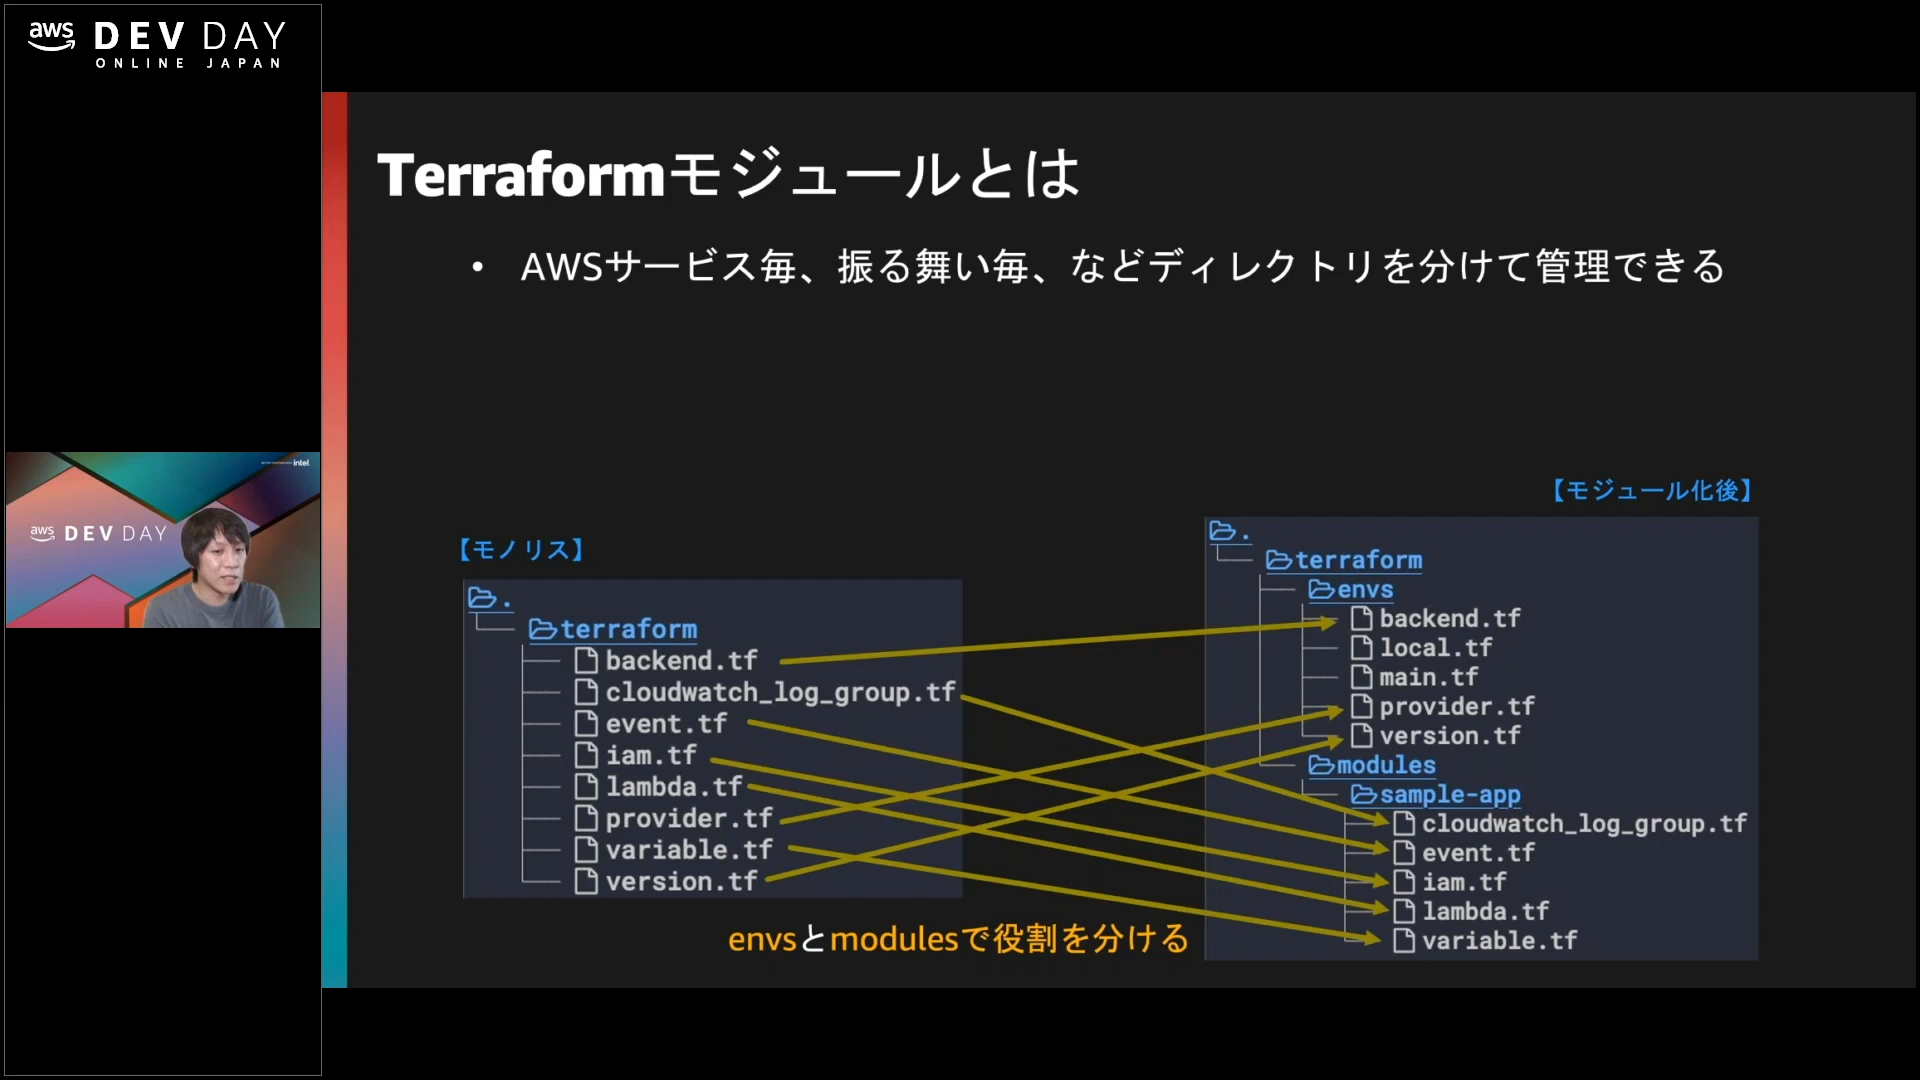 aws DEV DAY
ONLINE JAPAN
Terraformモジュールとは
• AWSサービス毎、振る舞い毎、などディレクトリを分けて管理できる
intel
aws DEV DAY
【モノリス】
.
terraform
backend.tf
cloudwatch_log_group.tf
event.tf
iam.tf
lambda.tf
provider.tf
variable.tf
version.tf
【モジュール化後】
.
terraform
envs
backend.tf
local.tf
main.tf
provider.tf
version.tf
modules
sample-app
cloudwatch_log_group.tf
event.tf
iam.tf
lambda.tf
variable.tf
envsとmodulesで役割を分ける